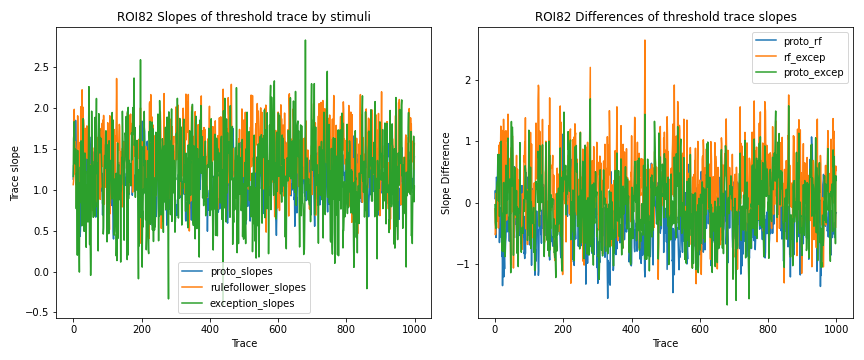 ROI82 Slopes of threshold trace by stimuli
Trace slope
2.5
2.0
1.5
1.0
0.5
0.0
−0.5
proto_slopes
rulefollower_slopes
exception_slopes
0 200 400 600 800 1000
Trace
ROI82 Differences of threshold trace slopes
Slope Difference
2
1
0
−1
proto_rf
rf_excep
proto_excep
0 200 400 600 800 1000
Trace